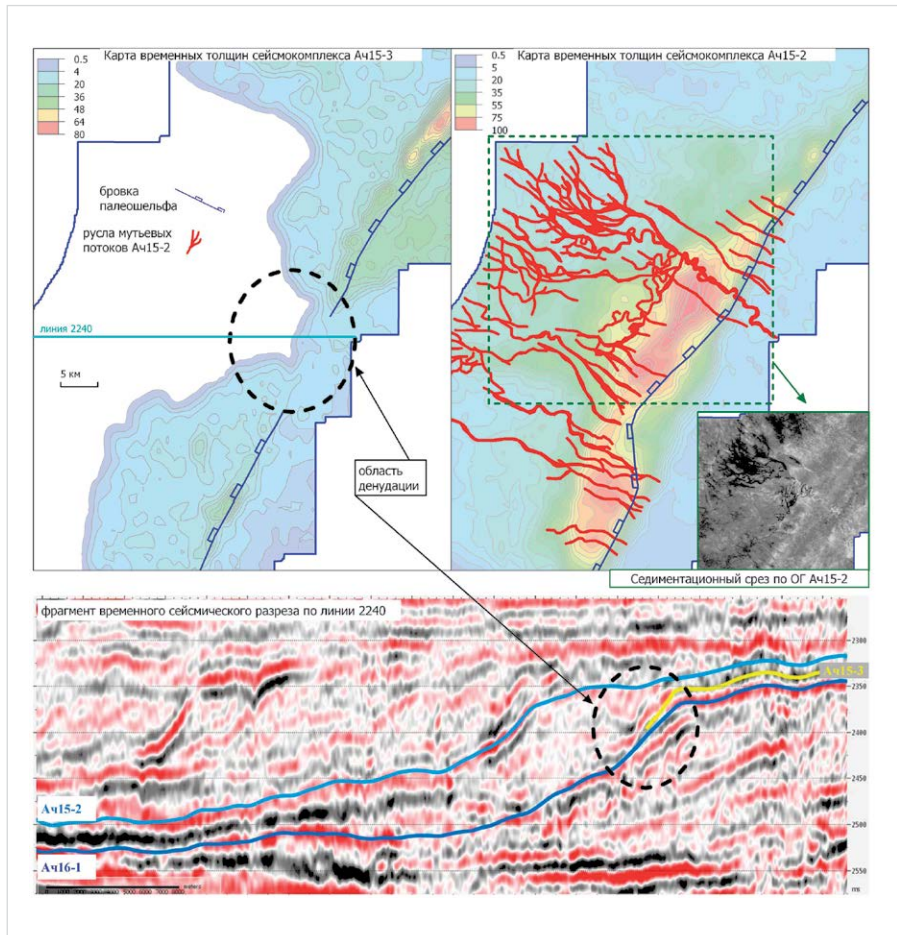 Карта временных толщин сейсмокомплекса Ач15-3
0.5
4
20
36
48
64
80
бровка
палеошельфа
русла мутьевых
потоков Ач15-2
линия 2240
5 км
Карта временных толщин сейсмокомплекса Ач15-2
0.5
5
20
35
55
75
100
область
денудации
Седиментационный срез по ОГ Ач15-2
фрагмент временного сейсмического разреза по линии 2240
2300
Ач15-3
2350
2400
2450
Ач15-2
2500
Ач16-1
2550
ms